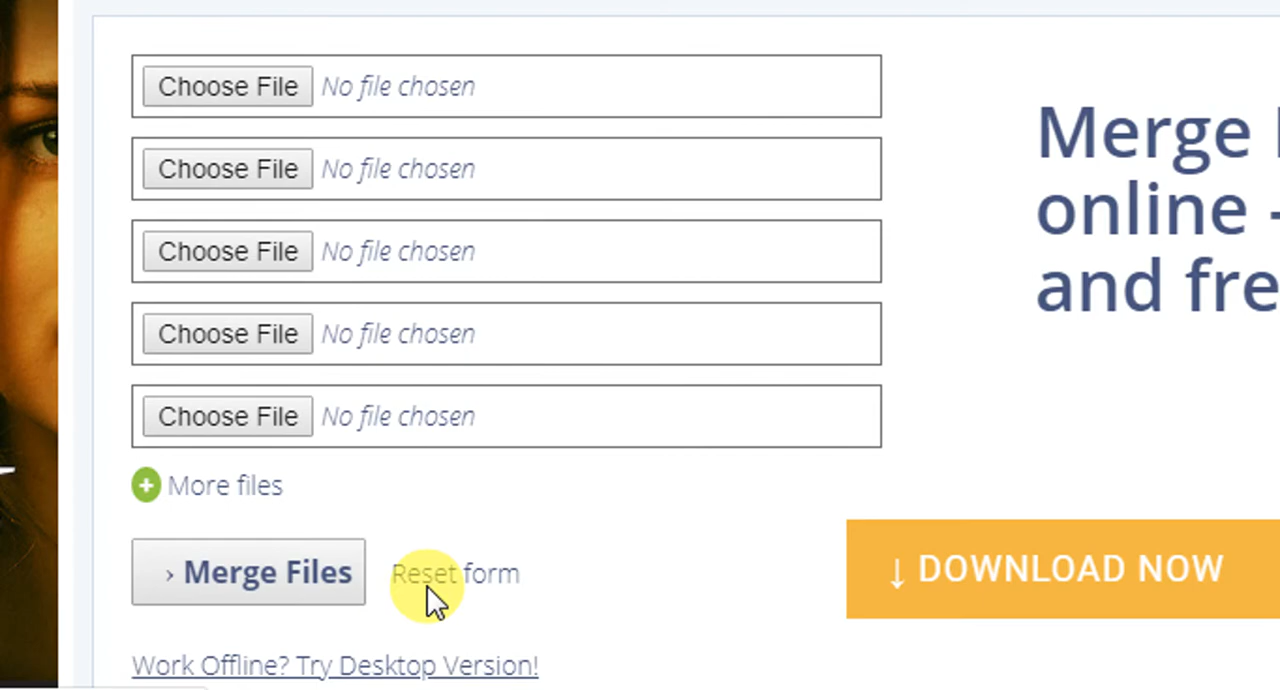 Choose File No file chosen
Choose File No file chosen
Choose File No file chosen
Choose File No file chosen
Choose File No file chosen
More files
› Merge Files Reset form
Work Offline? Try Desktop Version!
Merge
online -
and fre
↓ DOWNLOAD NOW